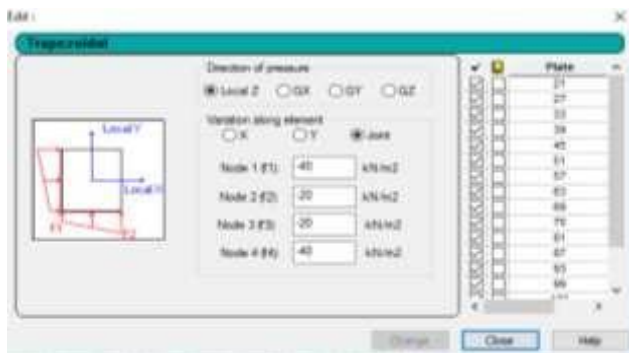 Edit :
Trapezoidal
Direction of pressure
Local Z GX GY GZ
Variation along element
X Y Joint
Node 1 (f1): -40 kN/m2
Node 2 (f2): -20 kN/m2
Node 3 (f3): -20 kN/m2
Node 4 (f4): -40 kN/m2
Local Y
Local X
f1
f2
Plate
21
27
33
39
45
51
57
63
69
75
81
87
93
99
Change
Close
Help